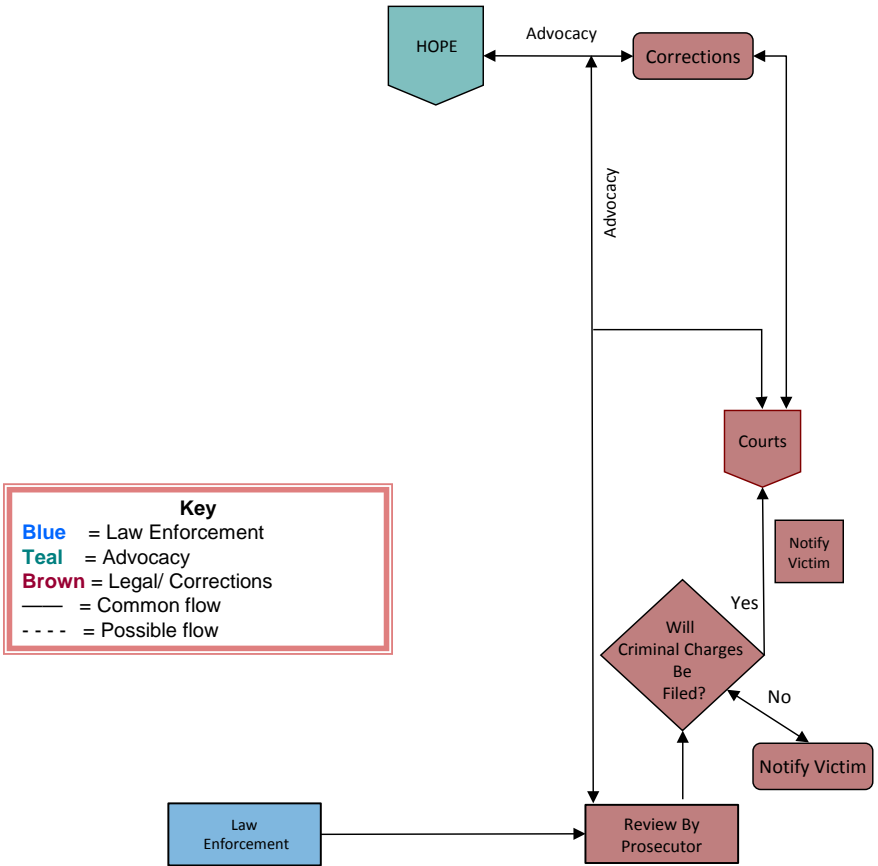 HOPE
Advocacy
Corrections
Advocacy
Courts
Key
Blue = Law Enforcement
Teal = Advocacy
Brown = Legal/ Corrections
—— = Common flow
- - - - = Possible flow
Notify
Victim
Yes
Will
Criminal Charges
Be
Filed?
No
Notify Victim
Law
Enforcement
Review By
Prosecutor